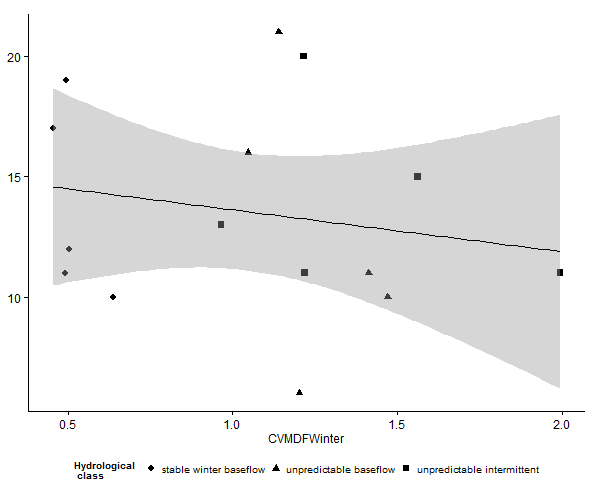 20
15
10
0.5 1.0 1.5 2.0
CVMDFWinter
Hydrological
class
stable winter baseflow unpredictable baseflow unpredictable intermittent